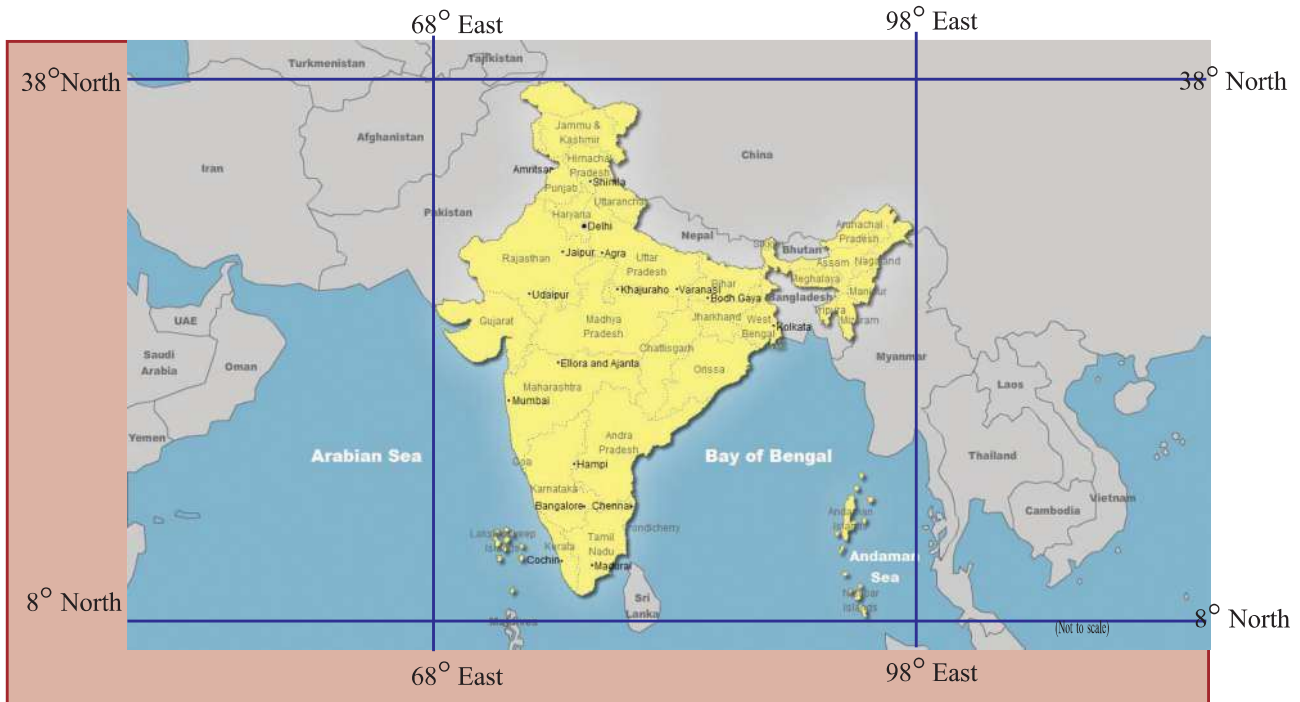 68° East
98° East
38° North
38° North
Turkmenistan
Tajikistan
Jammu &
Kashmir
Afghanistan
China
Iran
Amritsar
Himachal
Pradesh
Shimla
Punjab
Uttaranchal
Pakistan
Haryana
Delhi
Nepal
Arunachal
Pradesh
Bhutan
Jaipur
Agra
Rajasthan
Uttar
Pradesh
Assam
Nagaland
Meghalaya
Udaipur
Khajuraho
Varanasi
Bihar
Bodh Gaya
Bangladesh
Manipur
UAE
Gujarat
Madhya
Pradesh
Jharkhand
West
Bengal
Kolkata
Tripura
Mizoram
Saudi
Arabia
Oman
Ellora and Ajanta
Chattisgarh
Orissa
Myanmar
Laos
Maharashtra
Mumbai
Yemen
Andra
Pradesh
Arabian Sea
Bay of Bengal
Goa
Hampi
Thailand
Karnataka
Bangalore
Chennai
Pondicherry
Andaman
Islands
Vietnam
Cambodia
Kerala
Tamil
Nadu
Cochin
Madurai
Andaman
Sea
Sri
Lanka
Nicobar
Islands
Maldives
8° North
8° North
(Not to scale)
68° East
98° East